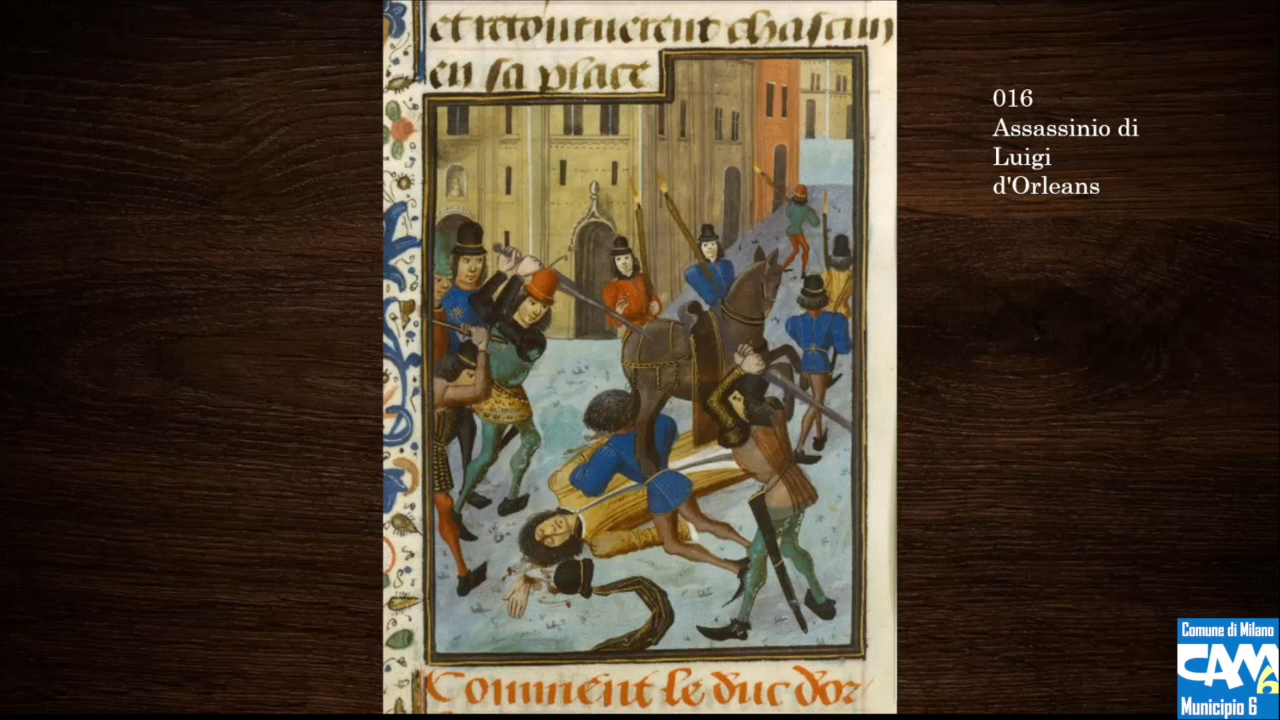 et retournerent chascun
en sa place
016
Assassinio di
Luigi
d'Orleans
Comment le duc dor
Comune di Milano
CAM
6
Municipio 6